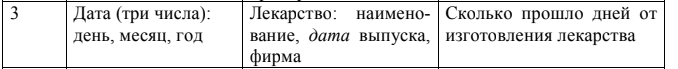 3 Дата (три числа): Лекарство: наимено- Сколько прошло дней от
день, месяц, год вание, дата выпуска, изготовления лекарства
фирма